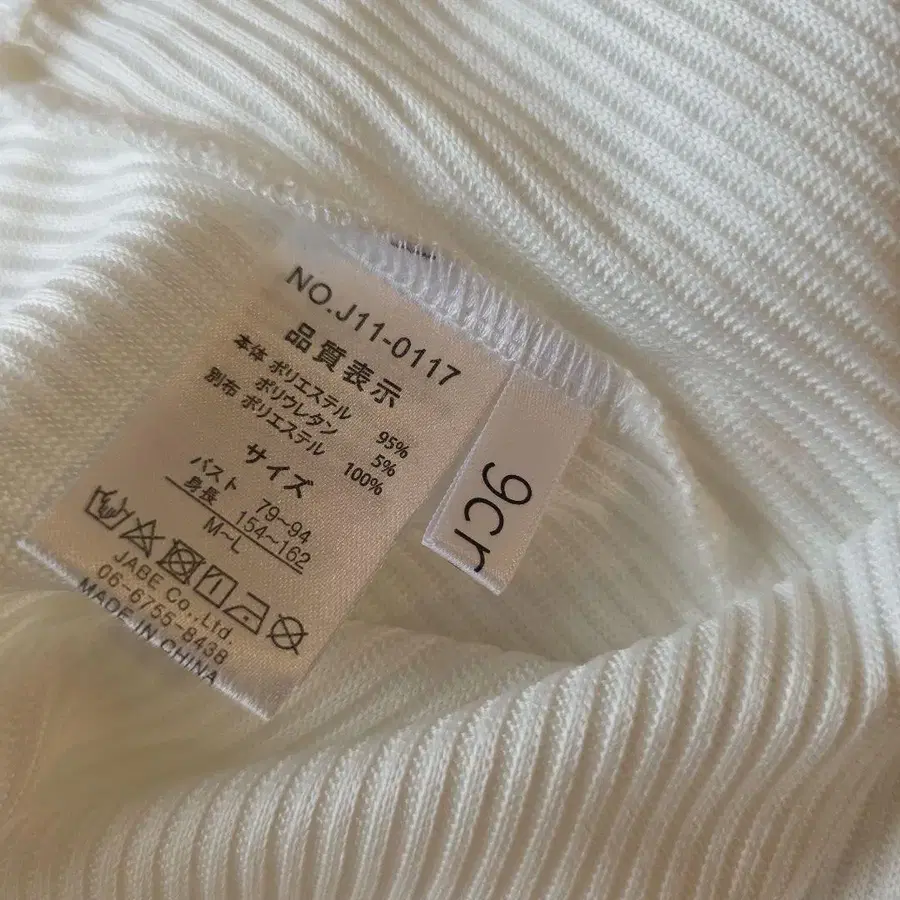 NO.J11-0117
品質表示
本体 ポリエステル 95%
ポリウレタン 5%
別布 ポリエステル 100%
サイズ
バスト 79~94
身長 154~162
M~L
JABE Co.,Ltd.
06-6755-8438
MADE IN CHINA
9cr